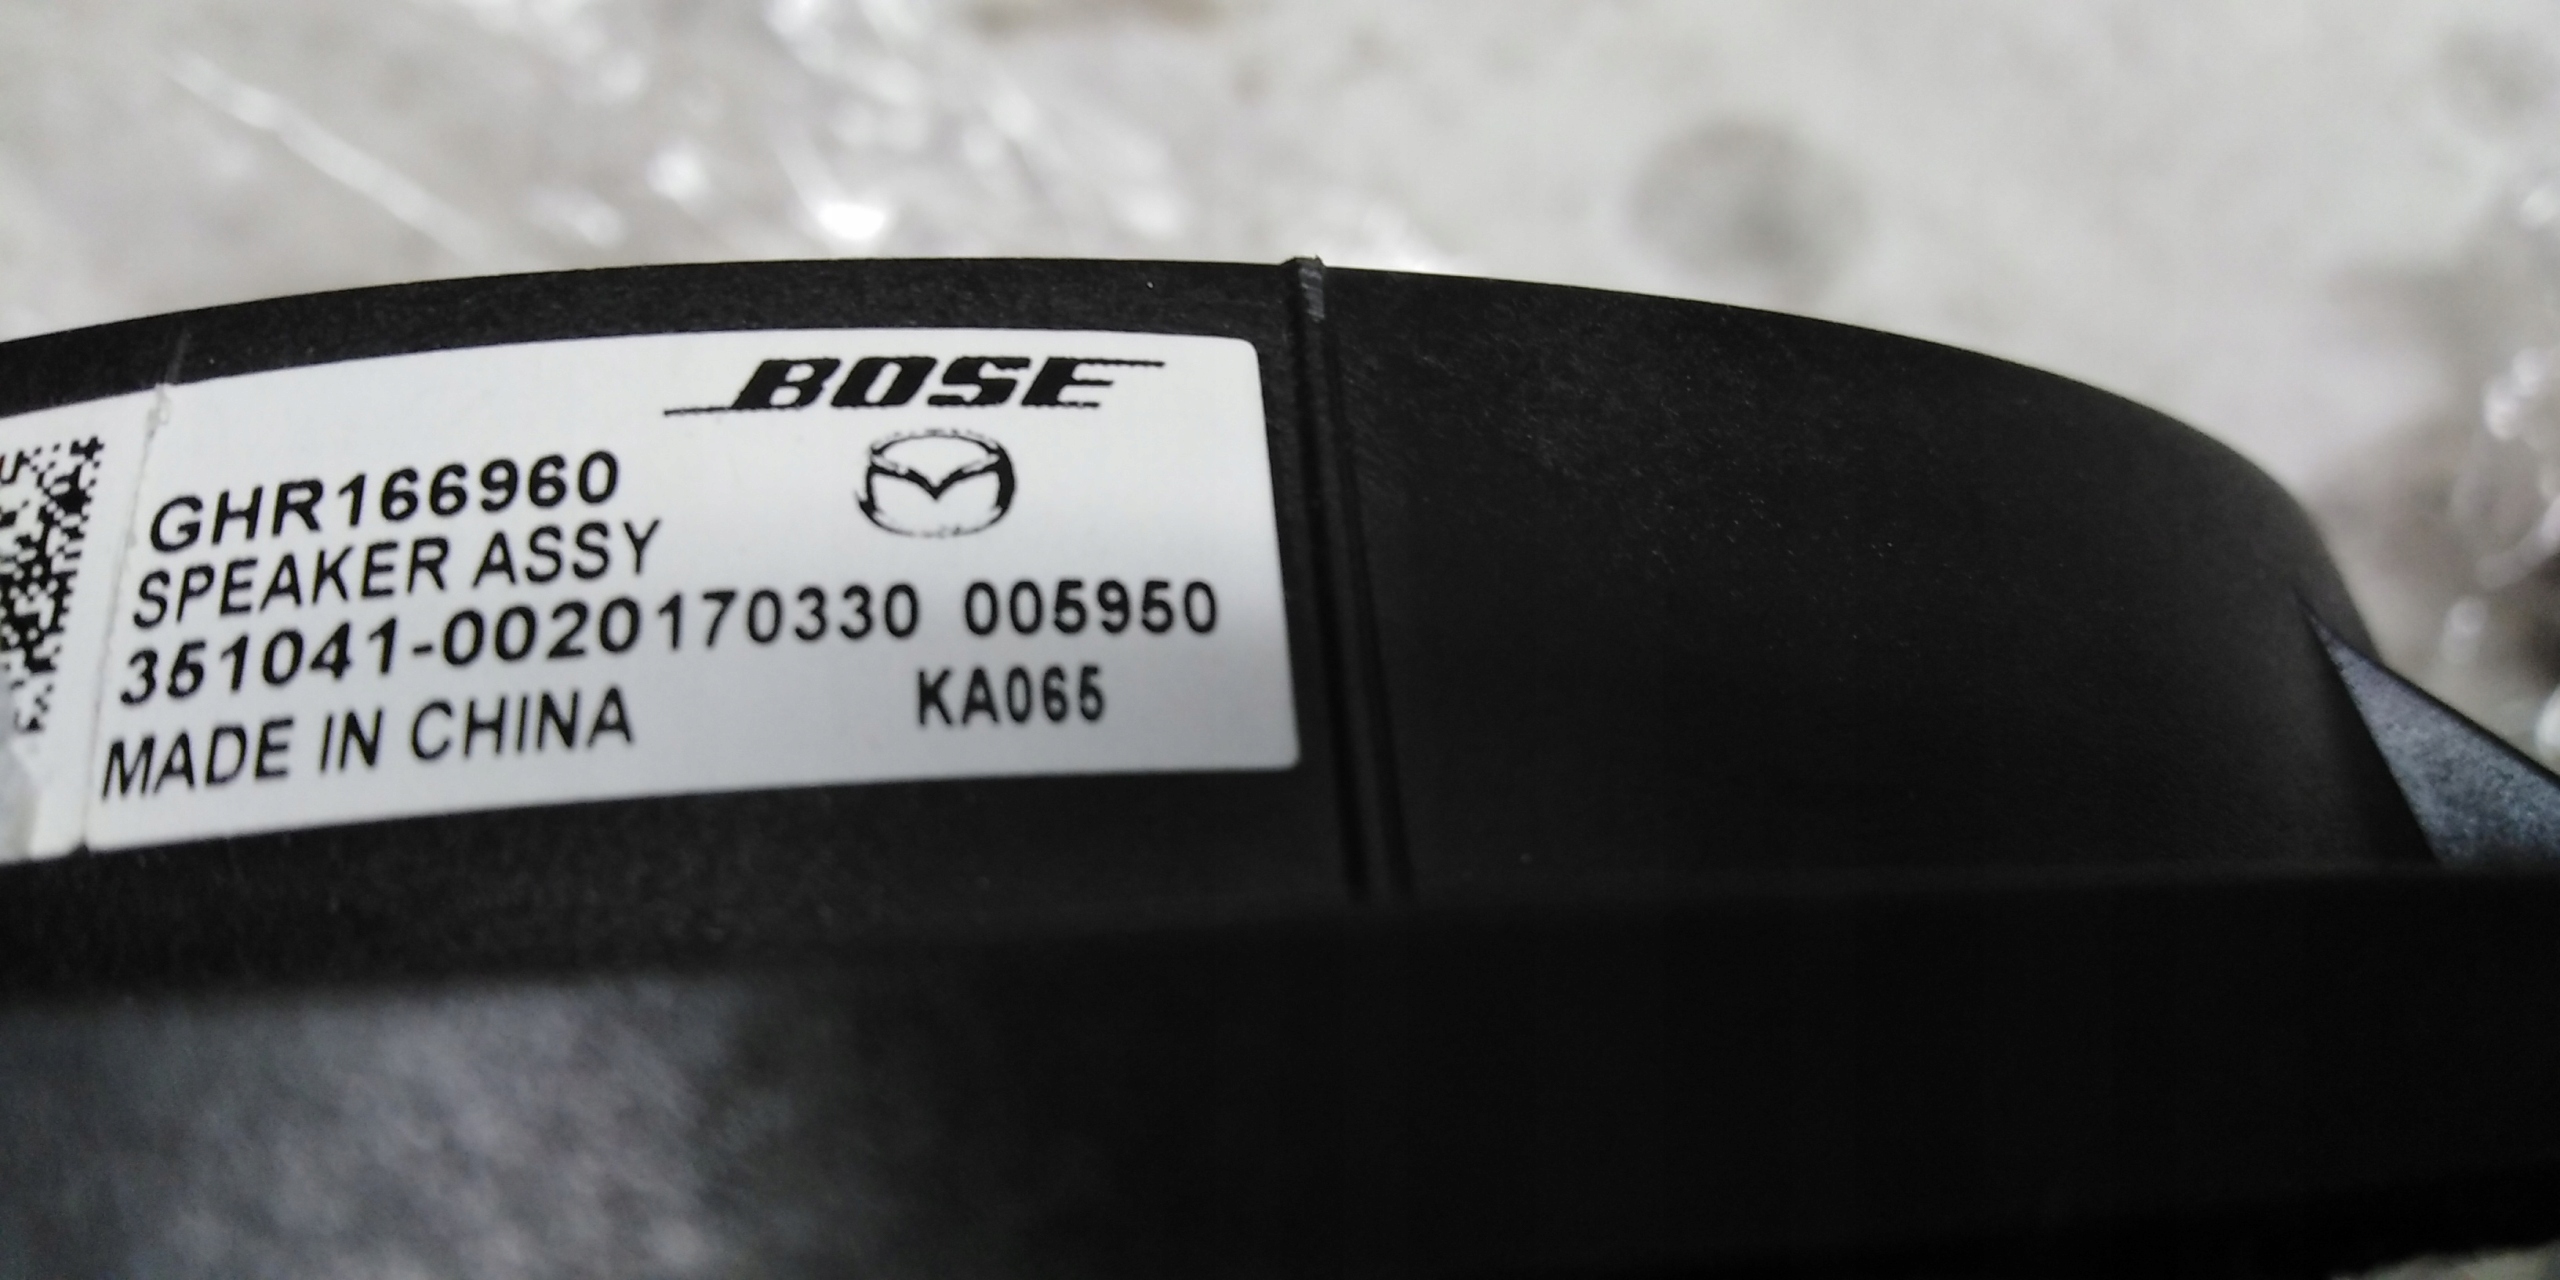 BOSE
GHR166960
SPEAKER ASSY
351041-0020170330 005950
MADE IN CHINA KA065